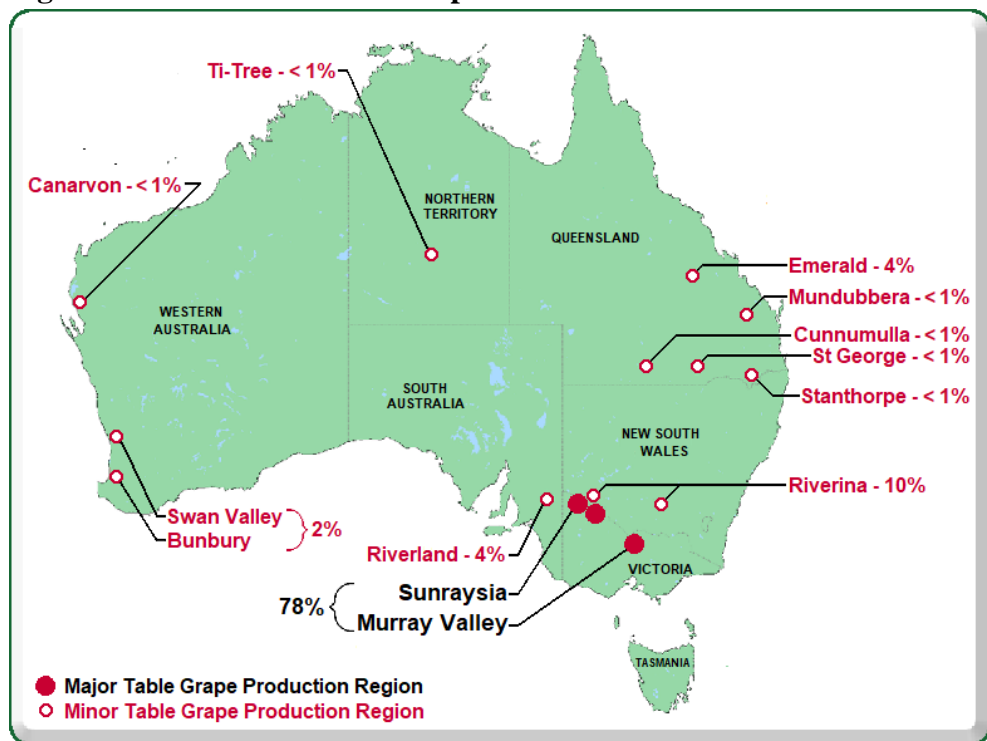 Ti-Tree - < 1%
Canarvon - < 1%
NORTHERN
TERRITORY
QUEENSLAND
Emerald - 4%
Mundubbera - < 1%
WESTERN
AUSTRALIA
Cunnumulla - < 1%
St George - < 1%
SOUTH
AUSTRALIA
Stanthorpe - < 1%
NEW SOUTH
WALES
Riverina - 10%
Swan Valley
Bunbury
2%
Riverland - 4%
VICTORIA
78%
Sunraysia
Murray Valley
TASMANIA
Major Table Grape Production Region
Minor Table Grape Production Region